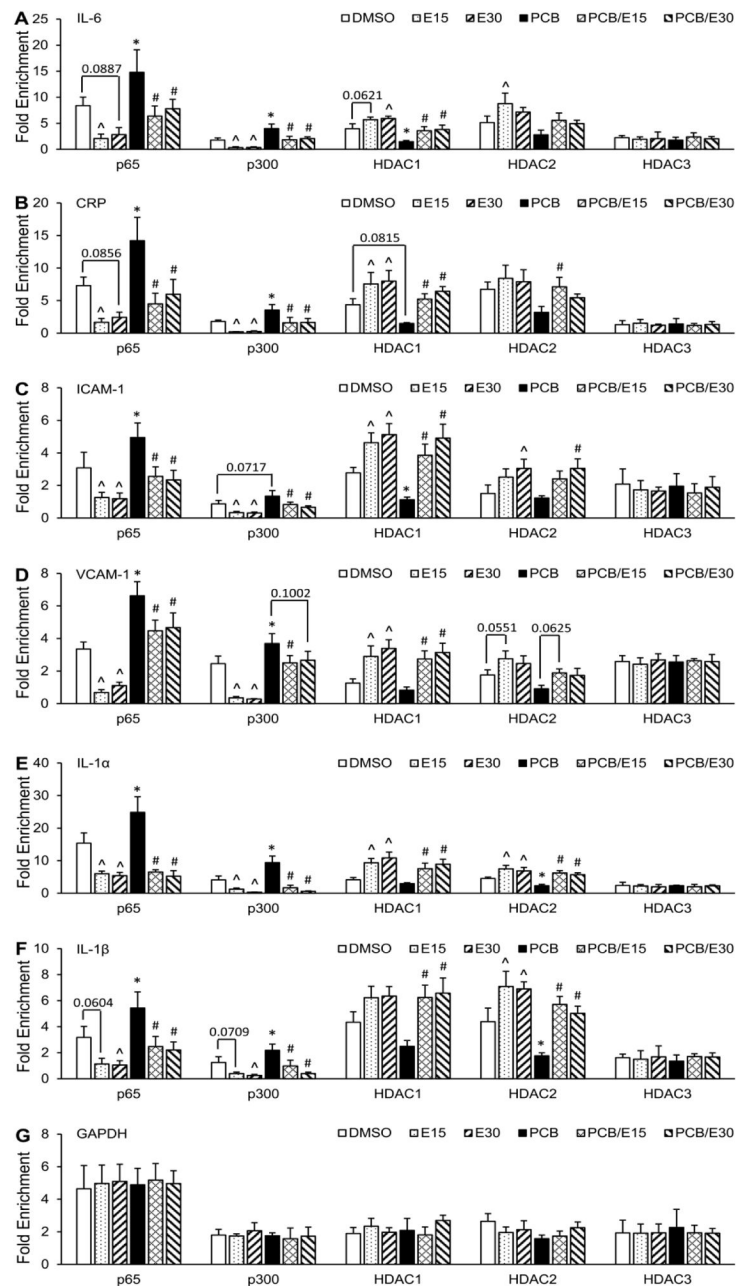 A IL-6 DMSO E15 E30 PCB PCB/E15 PCB/E30
Fold Enrichment
25
20
15
10
5
0
0.0887 * ^ ^ # #
^ ^ * # #
0.0621 ^ * # #
^
p65 p300 HDAC1 HDAC2 HDAC3
B CRP DMSO E15 E30 PCB PCB/E15 PCB/E30
Fold Enrichment
20
15
10
5
0
0.0856 ^ * # #
^ ^ * # #
0.0815 ^ ^ # #
#
p65 p300 HDAC1 HDAC2 HDAC3
C ICAM-1 DMSO E15 E30 PCB PCB/E15 PCB/E30
Fold Enrichment
8
6
4
2
0
^ ^ * # #
0.0717 ^ ^ # #
^ ^ * # #
^ #
p65 p300 HDAC1 HDAC2 HDAC3
D VCAM-1 DMSO E15 E30 PCB PCB/E15 PCB/E30
Fold Enrichment
8
6
4
2
0
^ ^ * # #
^ ^ * # 0.1002
^ ^ # #
0.0551 0.0625
p65 p300 HDAC1 HDAC2 HDAC3
E IL-1α DMSO E15 E30 PCB PCB/E15 PCB/E30
Fold Enrichment
40
30
20
10
0
^ ^ * # #
^ * # #
^ ^ # #
^ ^ * # #
p65 p300 HDAC1 HDAC2 HDAC3
F IL-1β DMSO E15 E30 PCB PCB/E15 PCB/E30
Fold Enrichment
10
8
6
4
2
0
0.0604 ^ * # #
0.0709 ^ * # #
# #
^ ^ * # #
p65 p300 HDAC1 HDAC2 HDAC3
G GAPDH DMSO E15 E30 PCB PCB/E15 PCB/E30
Fold Enrichment
8
6
4
2
0
p65 p300 HDAC1 HDAC2 HDAC3